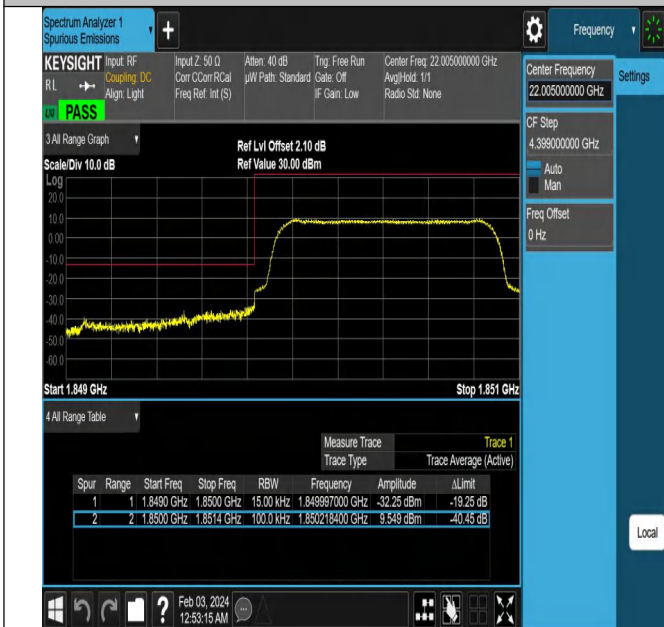 Spectrum Analyzer 1
Spurious Emissions
+
Frequency
KEYSIGHT Input: RF Input Z: 50 Ω Atten: 40 dB Trig: Free Run Center Freq: 22.005000000 GHz
RL Coupling: DC Corr CCorr RCal µW Path: Standard Gate: Off Avg|Hold: 1/1
Align: Light Freq Ref: Int (S) IF Gain: Low Radio Std: None
PASS
Center Frequency
22.005000000 GHz
Settings
CF Step
4.399000000 GHz
Auto
Man
Freq Offset
0 Hz
3 All Range Graph
Ref Lvl Offset 2.10 dB
Scale/Div 10.0 dB Ref Value 30.00 dBm
Log
20.0
10.0
0.00
-10.0
-20.0
-30.0
-40.0
-50.0
-60.0
Start 1.849 GHz Stop 1.851 GHz
4 All Range Table
Measure Trace Trace 1
Trace Type Trace Average (Active)
Spur Range Start Freq Stop Freq RBW Frequency Amplitude ΔLimit
1 1 1.8490 GHz 1.8500 GHz 15.00 kHz 1.849997000 GHz -32.25 dBm -19.25 dB
2 2 1.8500 GHz 1.8514 GHz 100.0 kHz 1.850218400 GHz 9.549 dBm -40.45 dB
Local
?
Feb 03, 2024
12:53:15 AM